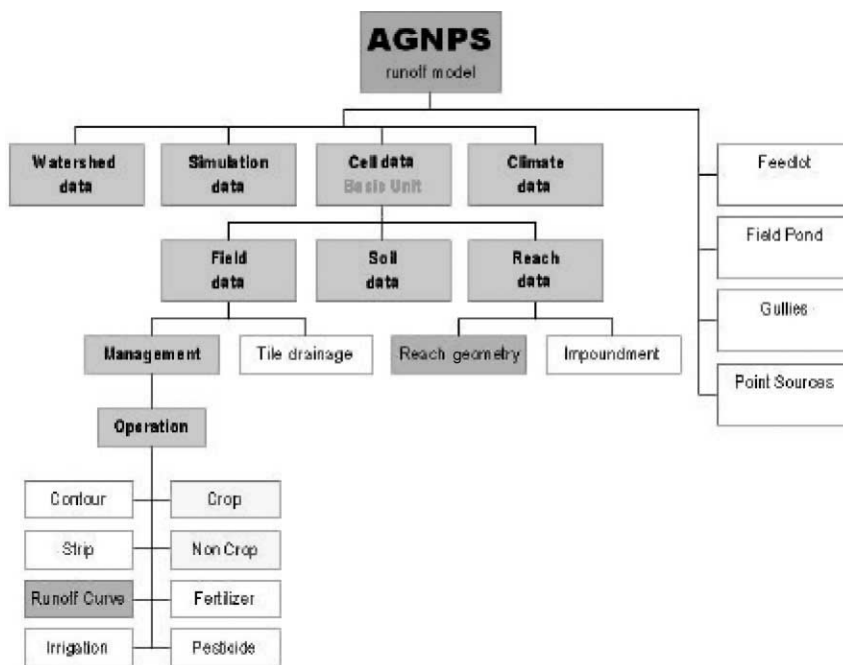 AGNPS
runoff model
Watershed
data
Simulation
data
Cell data
Basic Unit
Climate
data
Feedlot
Field Pond
Gullies
Point Sources
Field
data
Soil
data
Reach
data
Management
Tile drainage
Reach geometry
Impoundment
Operation
Contour
Crop
Strip
Non Crop
Runoff Curve
Fertilizer
Irrigation
Pesticide